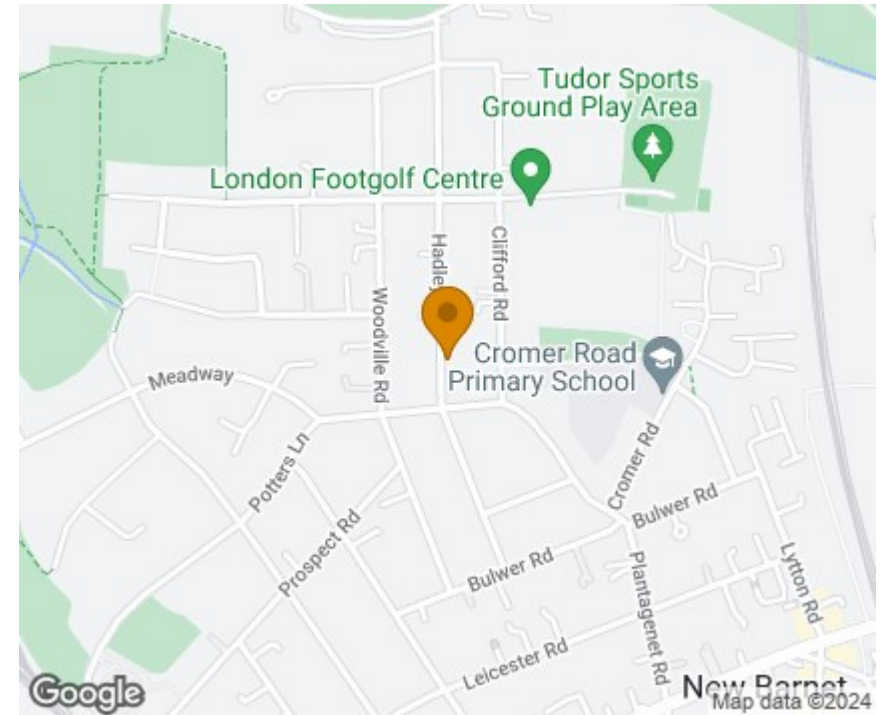 Tudor Sports
Ground Play Area
London Footgolf Centre
Hadley
Clifford Rd
Woodville Rd
Cromer Road
Primary School
Meadway
Potters Ln
Cromer Rd
Prospect Rd
Bulwer Rd
Bulwer Rd
Plantagenet Rd
Lytton Rd
Leicester Rd
New Barnet
Google
Map data ©2024